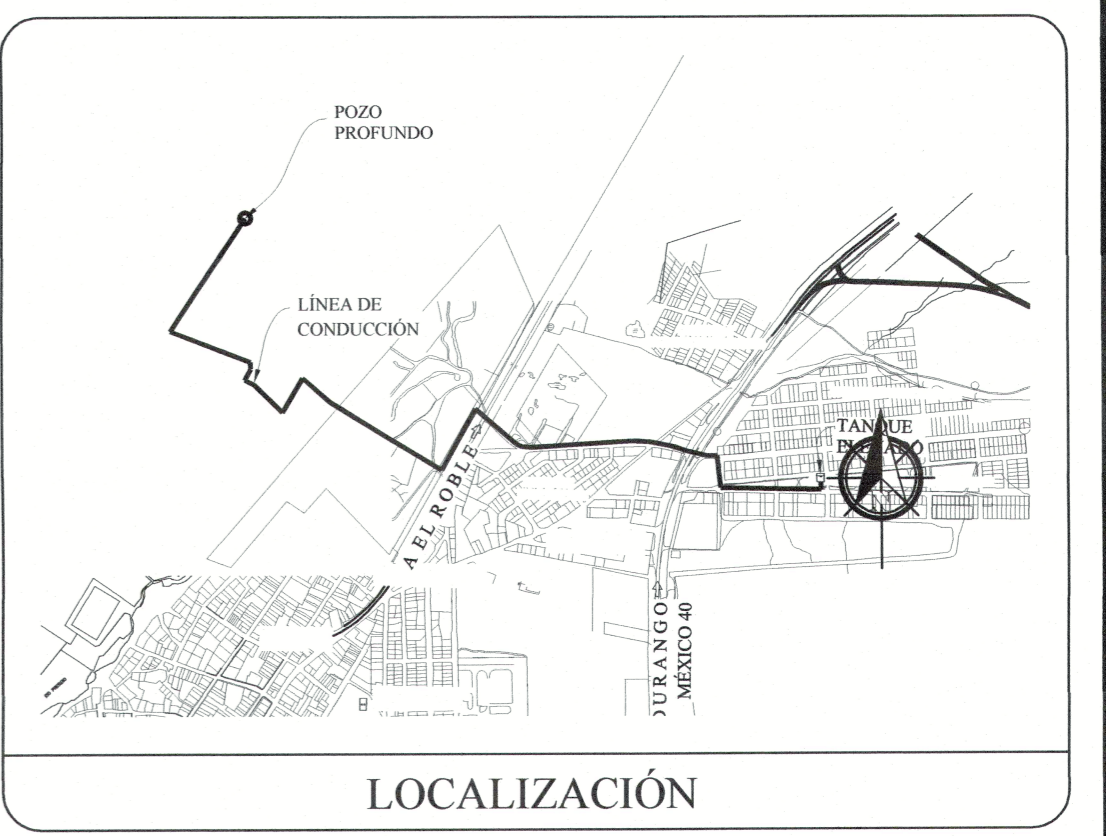 POZO
PROFUNDO
LÍNEA DE
CONDUCCIÓN
TANQUE
A EL ROBLE
DURANGO
MÉXICO 40
LOCALIZACIÓN